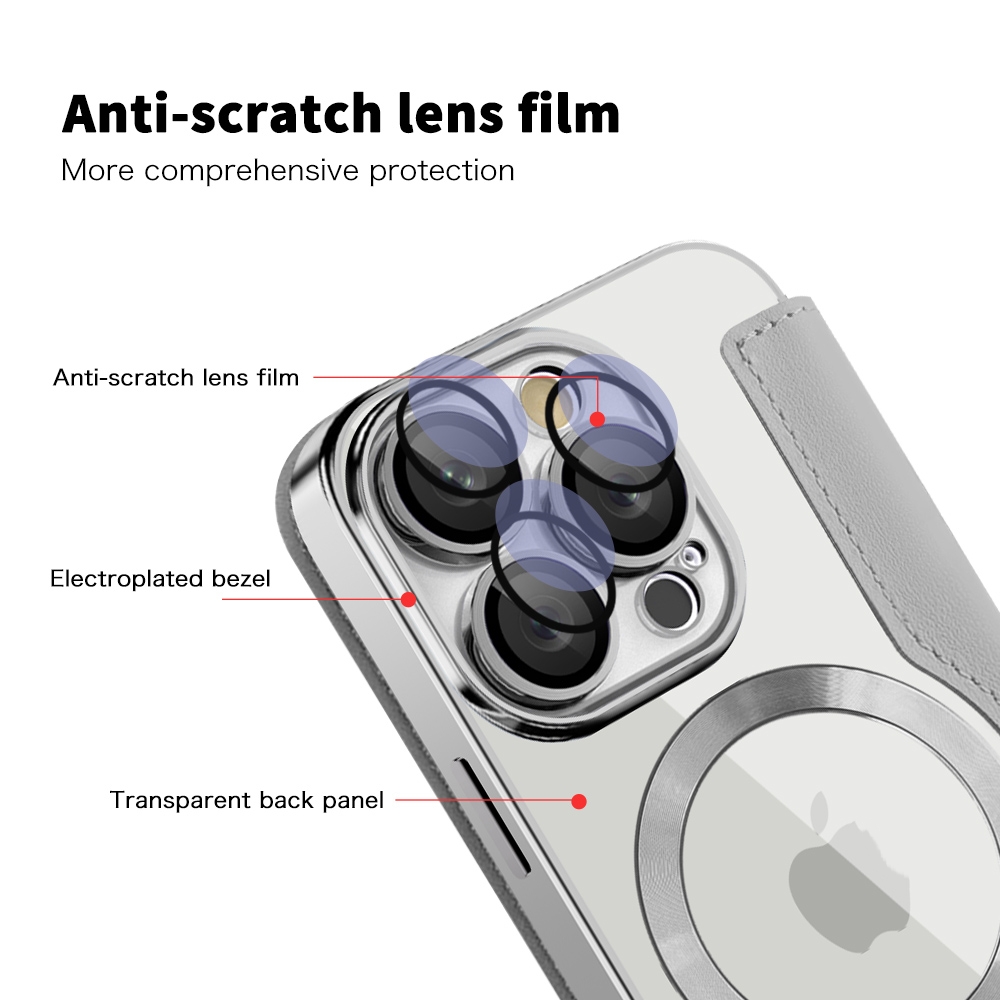 Anti-scratch lens film
More comprehensive protection
Anti-scratch lens film
Electroplated bezel
Transparent back panel